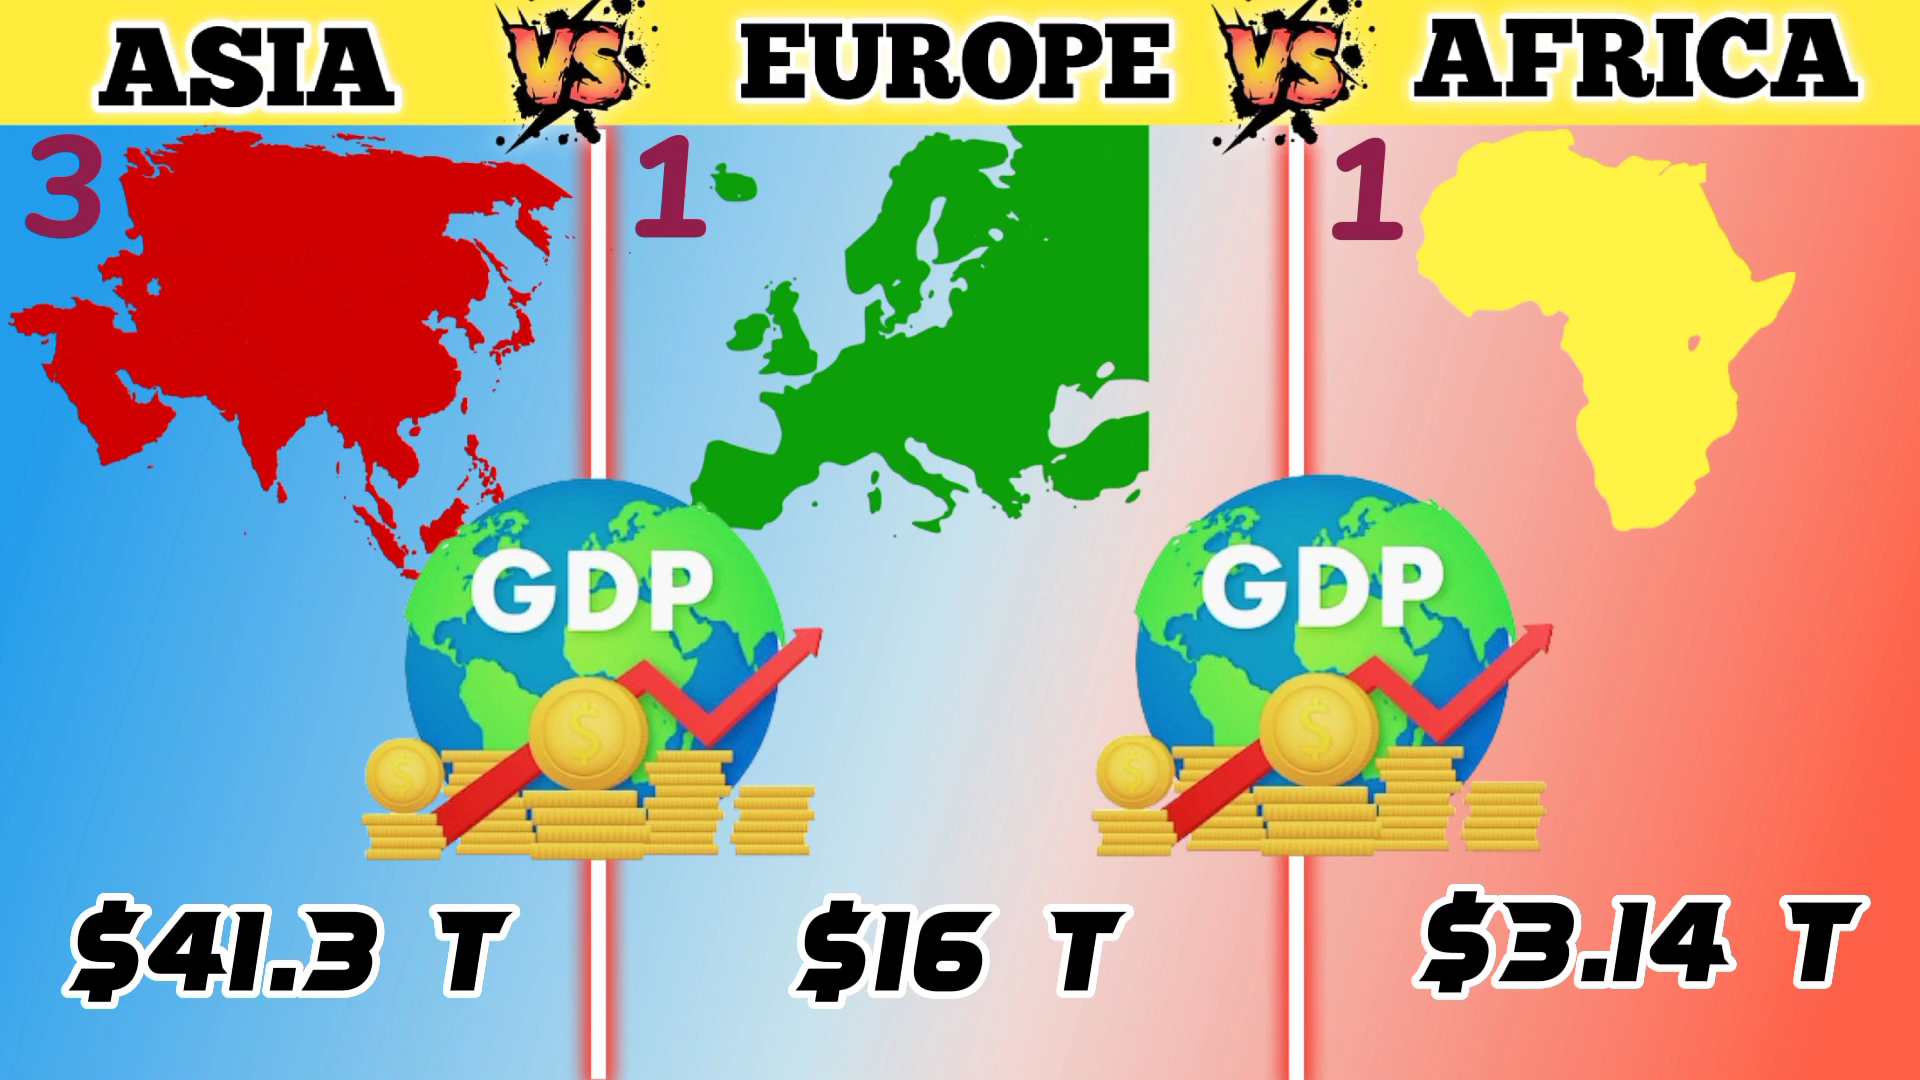 ASIA VS EUROPE VS AFRICA
3 1 1
GDP GDP
$ $ $ $
$41.3 T $16 T $3.14 T